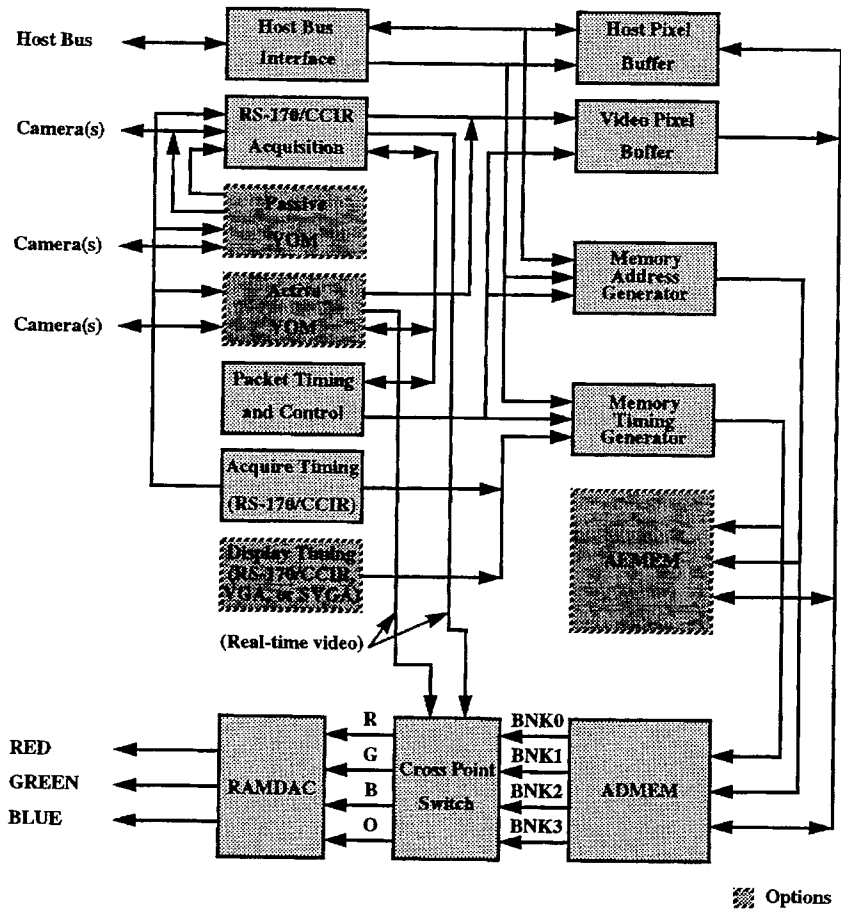 Host Bus
Host Bus
Interface
Host Pixel
Buffer
Camera(s)
RS-170/CCIR
Acquisition
Video Pixel
Buffer
Passive
VOM
Camera(s)
Memory
Address
Generator
Active
VOM
Camera(s)
Packet Timing
and Control
Memory
Timing
Generator
Acquire Timing
(RS-170/CCIR)
Display Timing
(RS-170/CCIR,
VGA, or SVGA)
AEMEM
(Real-time video)
R
G
B
O
BNK0
BNK1
BNK2
BNK3
RED
GREEN
BLUE
RAMDAC
Cross Point
Switch
ADMEM
Options